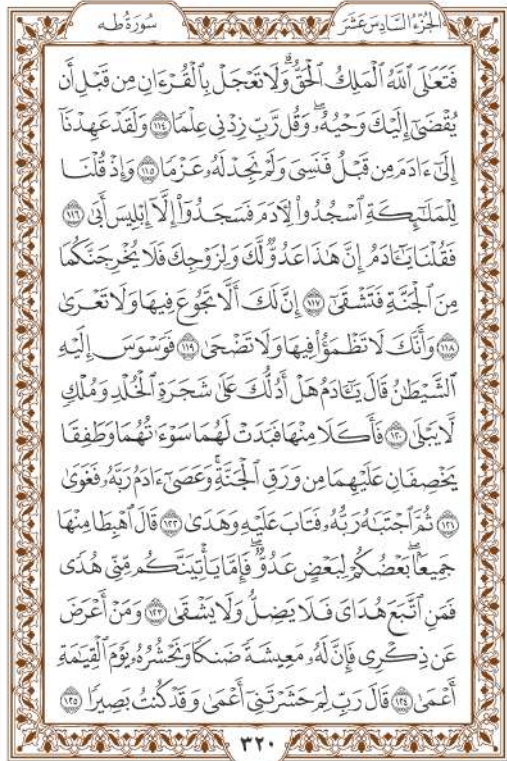 الجزء السادس عشر
سورة طه
فَتَعَٰلَى ٱللَّهُ ٱلْمَلِكُ ٱلْحَقُّۗ وَلَا تَعْجَلْ بِٱلْقُرْءَانِ مِن قَبْلِ أَن
يُقْضَىٰٓ إِلَيْكَ وَحْيُهُۥۖ وَقُل رَّبِّ زِدْنِى عِلْمًا ١١٤ وَلَقَدْ عَهِدْنَآ
إِلَىٰٓ ءَادَمَ مِن قَبْلُ فَنَسِىَ وَلَمْ نَجِدْ لَهُۥ عَزْمًا ١١٥ وَإِذْ قُلْنَا
لِلْمَلَٰٓئِكَةِ ٱسْجُدُوا۟ لِءَادَمَ فَسَجَدُوٓا۟ إِلَّآ إِبْلِيسَ أَبَىٰ ١١٦
فَقُلْنَا يَٰٓـَٔادَمُ إِنَّ هَٰذَا عَدُوٌّ لَّكَ وَلِزَوْجِكَ فَلَا يُخْرِجَنَّكُمَا
مِنَ ٱلْجَنَّةِ فَتَشْقَىٰٓ ١١٧ إِنَّ لَكَ أَلَّا تَجُوعَ فِيهَا وَلَا تَعْرَىٰ
١١٨ وَأَنَّكَ لَا تَظْمَؤُا۟ فِيهَا وَلَا تَضْحَىٰ ١١٩ فَوَسْوَسَ إِلَيْهِ
ٱلشَّيْطَٰنُ قَالَ يَٰٓـَٔادَمُ هَلْ أَدُلُّكَ عَلَىٰ شَجَرَةِ ٱلْخُلْدِ وَمُلْكٍ
لَّا يَبْلَىٰ ١٢٠ فَأَكَلَا مِنْهَا فَبَدَتْ لَهُمَا سَوْءَٰتُهُمَا وَطَفِقَا
يَخْصِفَانِ عَلَيْهِمَا مِن وَرَقِ ٱلْجَنَّةِۚ وَعَصَىٰٓ ءَادَمُ رَبَّهُۥ فَغَوَىٰ
١٢١ ثُمَّ ٱجْتَبَٰهُ رَبُّهُۥ فَتَابَ عَلَيْهِ وَهَدَىٰ ١٢٢ قَالَ ٱهْبِطَا مِنْهَا
جَمِيعًۢاۖ بَعْضُكُمْ لِبَعْضٍ عَدُوٌّۖ فَإِمَّا يَأْتِيَنَّكُم مِّنِّى هُدًى
فَمَنِ ٱتَّبَعَ هُدَاىَ فَلَا يَضِلُّ وَلَا يَشْقَىٰ ١٢٣ وَمَنْ أَعْرَضَ
عَن ذِكْرِى فَإِنَّ لَهُۥ مَعِيشَةً ضَنكًا وَنَحْشُرُهُۥ يَوْمَ ٱلْقِيَٰمَةِ
أَعْمَىٰ ١٢٤ قَالَ رَبِّ لِمَ حَشَرْتَنِىٓ أَعْمَىٰ وَقَدْ كُنتُ بَصِيرًا ١٢٥
٣٢٠